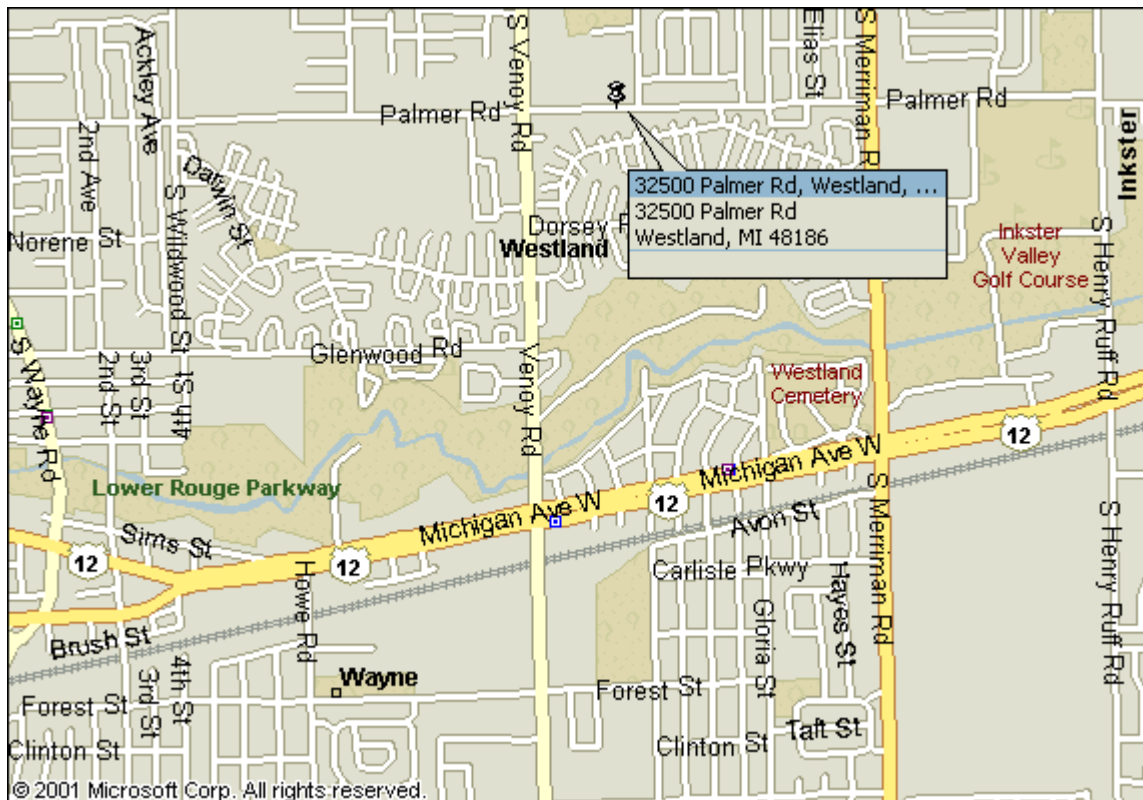 Ackley Ave
S Venoy Rd
Elias St
S Merriman Rd
Palmer Rd
Palmer Rd
2nd Ave
Darwin St
S Wildwood St
Inkster
32500 Palmer Rd, Westland, ...
32500 Palmer Rd
Westland, MI 48186
Norene St
Dorsey
Westland
Inkster
Valley
Golf Course
S Henry Ruff Rd
S Wayne Rd
2nd St
3rd St
4th St
Glenwood Rd
Venoy Rd
Westland
Cemetery
12
Michigan Ave W
Lower Rouge Parkway
Michigan Ave W
12
S Merriman Rd
Avon St
S Henry Ruff Rd
Sims St
12
12
Carlisle Pkwy
Howe Rd
Hayes St
Gloria St
Brush St
Wayne
3rd St
4th St
Forest St
Forest St
Taft St
Clinton St
Clinton St
© 2001 Microsoft Corp. All rights reserved.